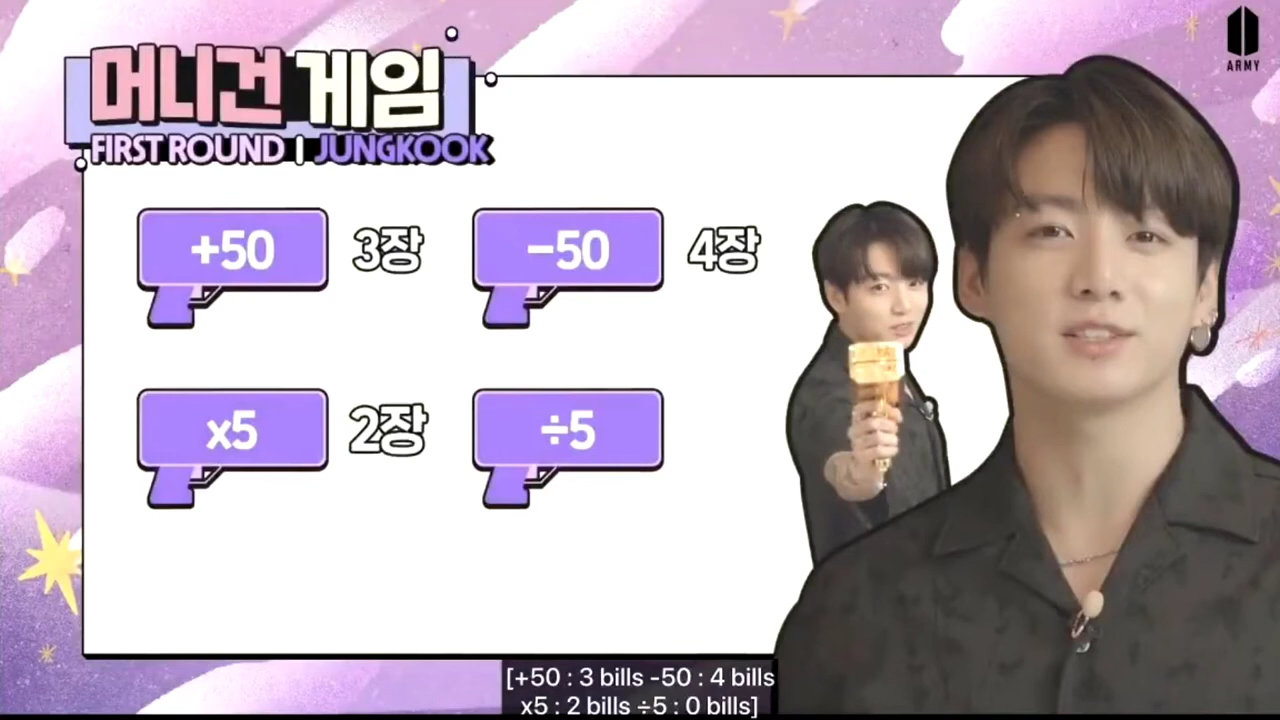 머니건 게임
FIRST ROUND | JUNGKOOK
+50 3장 -50 4장
x5 2장 ÷5
ARMY
[+50 : 3 bills -50 : 4 bills
x5 : 2 bills ÷5 : 0 bills]